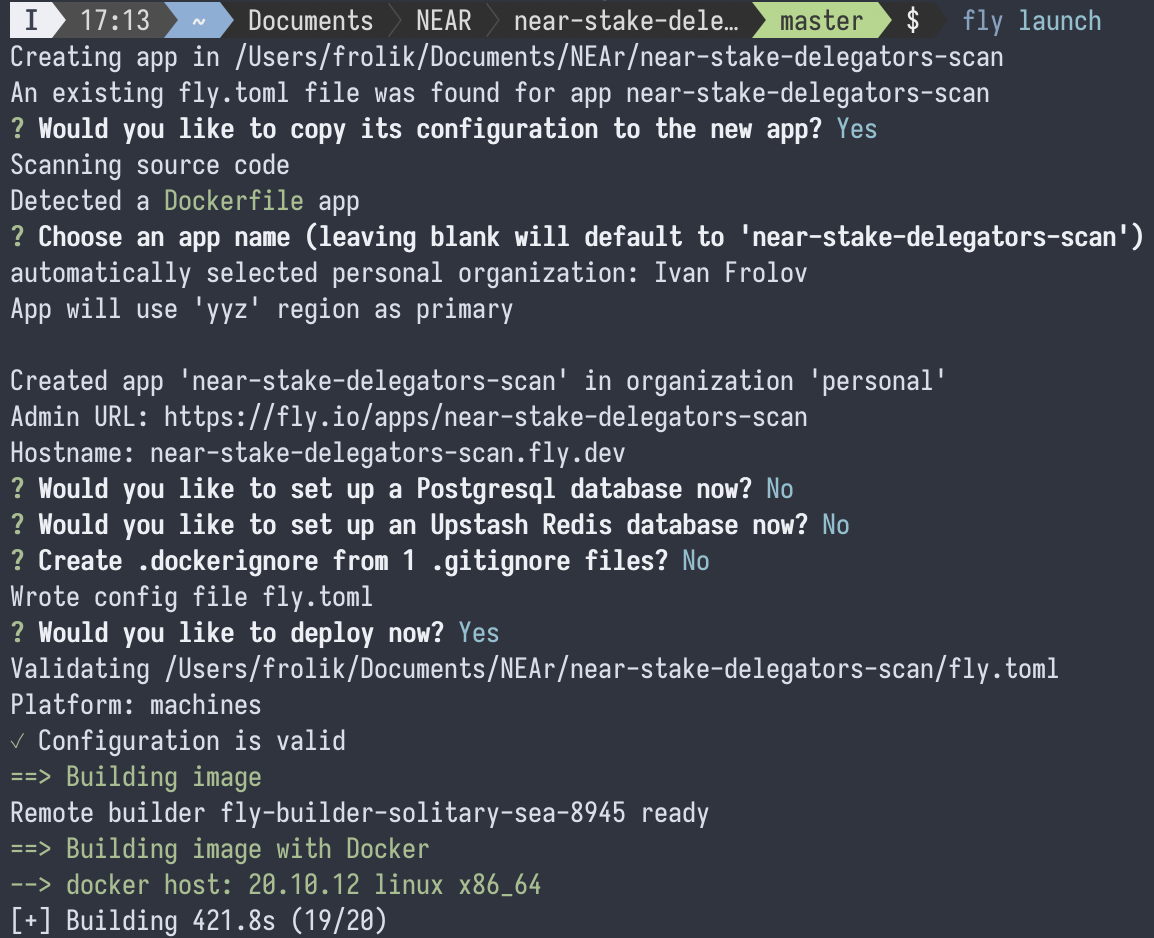 I 17:13 ~ Documents NEAR near-stake-dele… master $ fly launch
Creating app in /Users/frolik/Documents/NEAr/near-stake-delegators-scan
An existing fly.toml file was found for app near-stake-delegators-scan
? Would you like to copy its configuration to the new app? Yes
Scanning source code
Detected a Dockerfile app
? Choose an app name (leaving blank will default to 'near-stake-delegators-scan')
automatically selected personal organization: Ivan Frolov
App will use 'yyz' region as primary
Created app 'near-stake-delegators-scan' in organization 'personal'
Admin URL: https://fly.io/apps/near-stake-delegators-scan
Hostname: near-stake-delegators-scan.fly.dev
? Would you like to set up a Postgresql database now? No
? Would you like to set up an Upstash Redis database now? No
? Create .dockerignore from 1 .gitignore files? No
Wrote config file fly.toml
? Would you like to deploy now? Yes
Validating /Users/frolik/Documents/NEAr/near-stake-delegators-scan/fly.toml
Platform: machines
✓ Configuration is valid
==> Building image
Remote builder fly-builder-solitary-sea-8945 ready
==> Building image with Docker
--> docker host: 20.10.12 linux x86_64
[+] Building 421.8s (19/20)